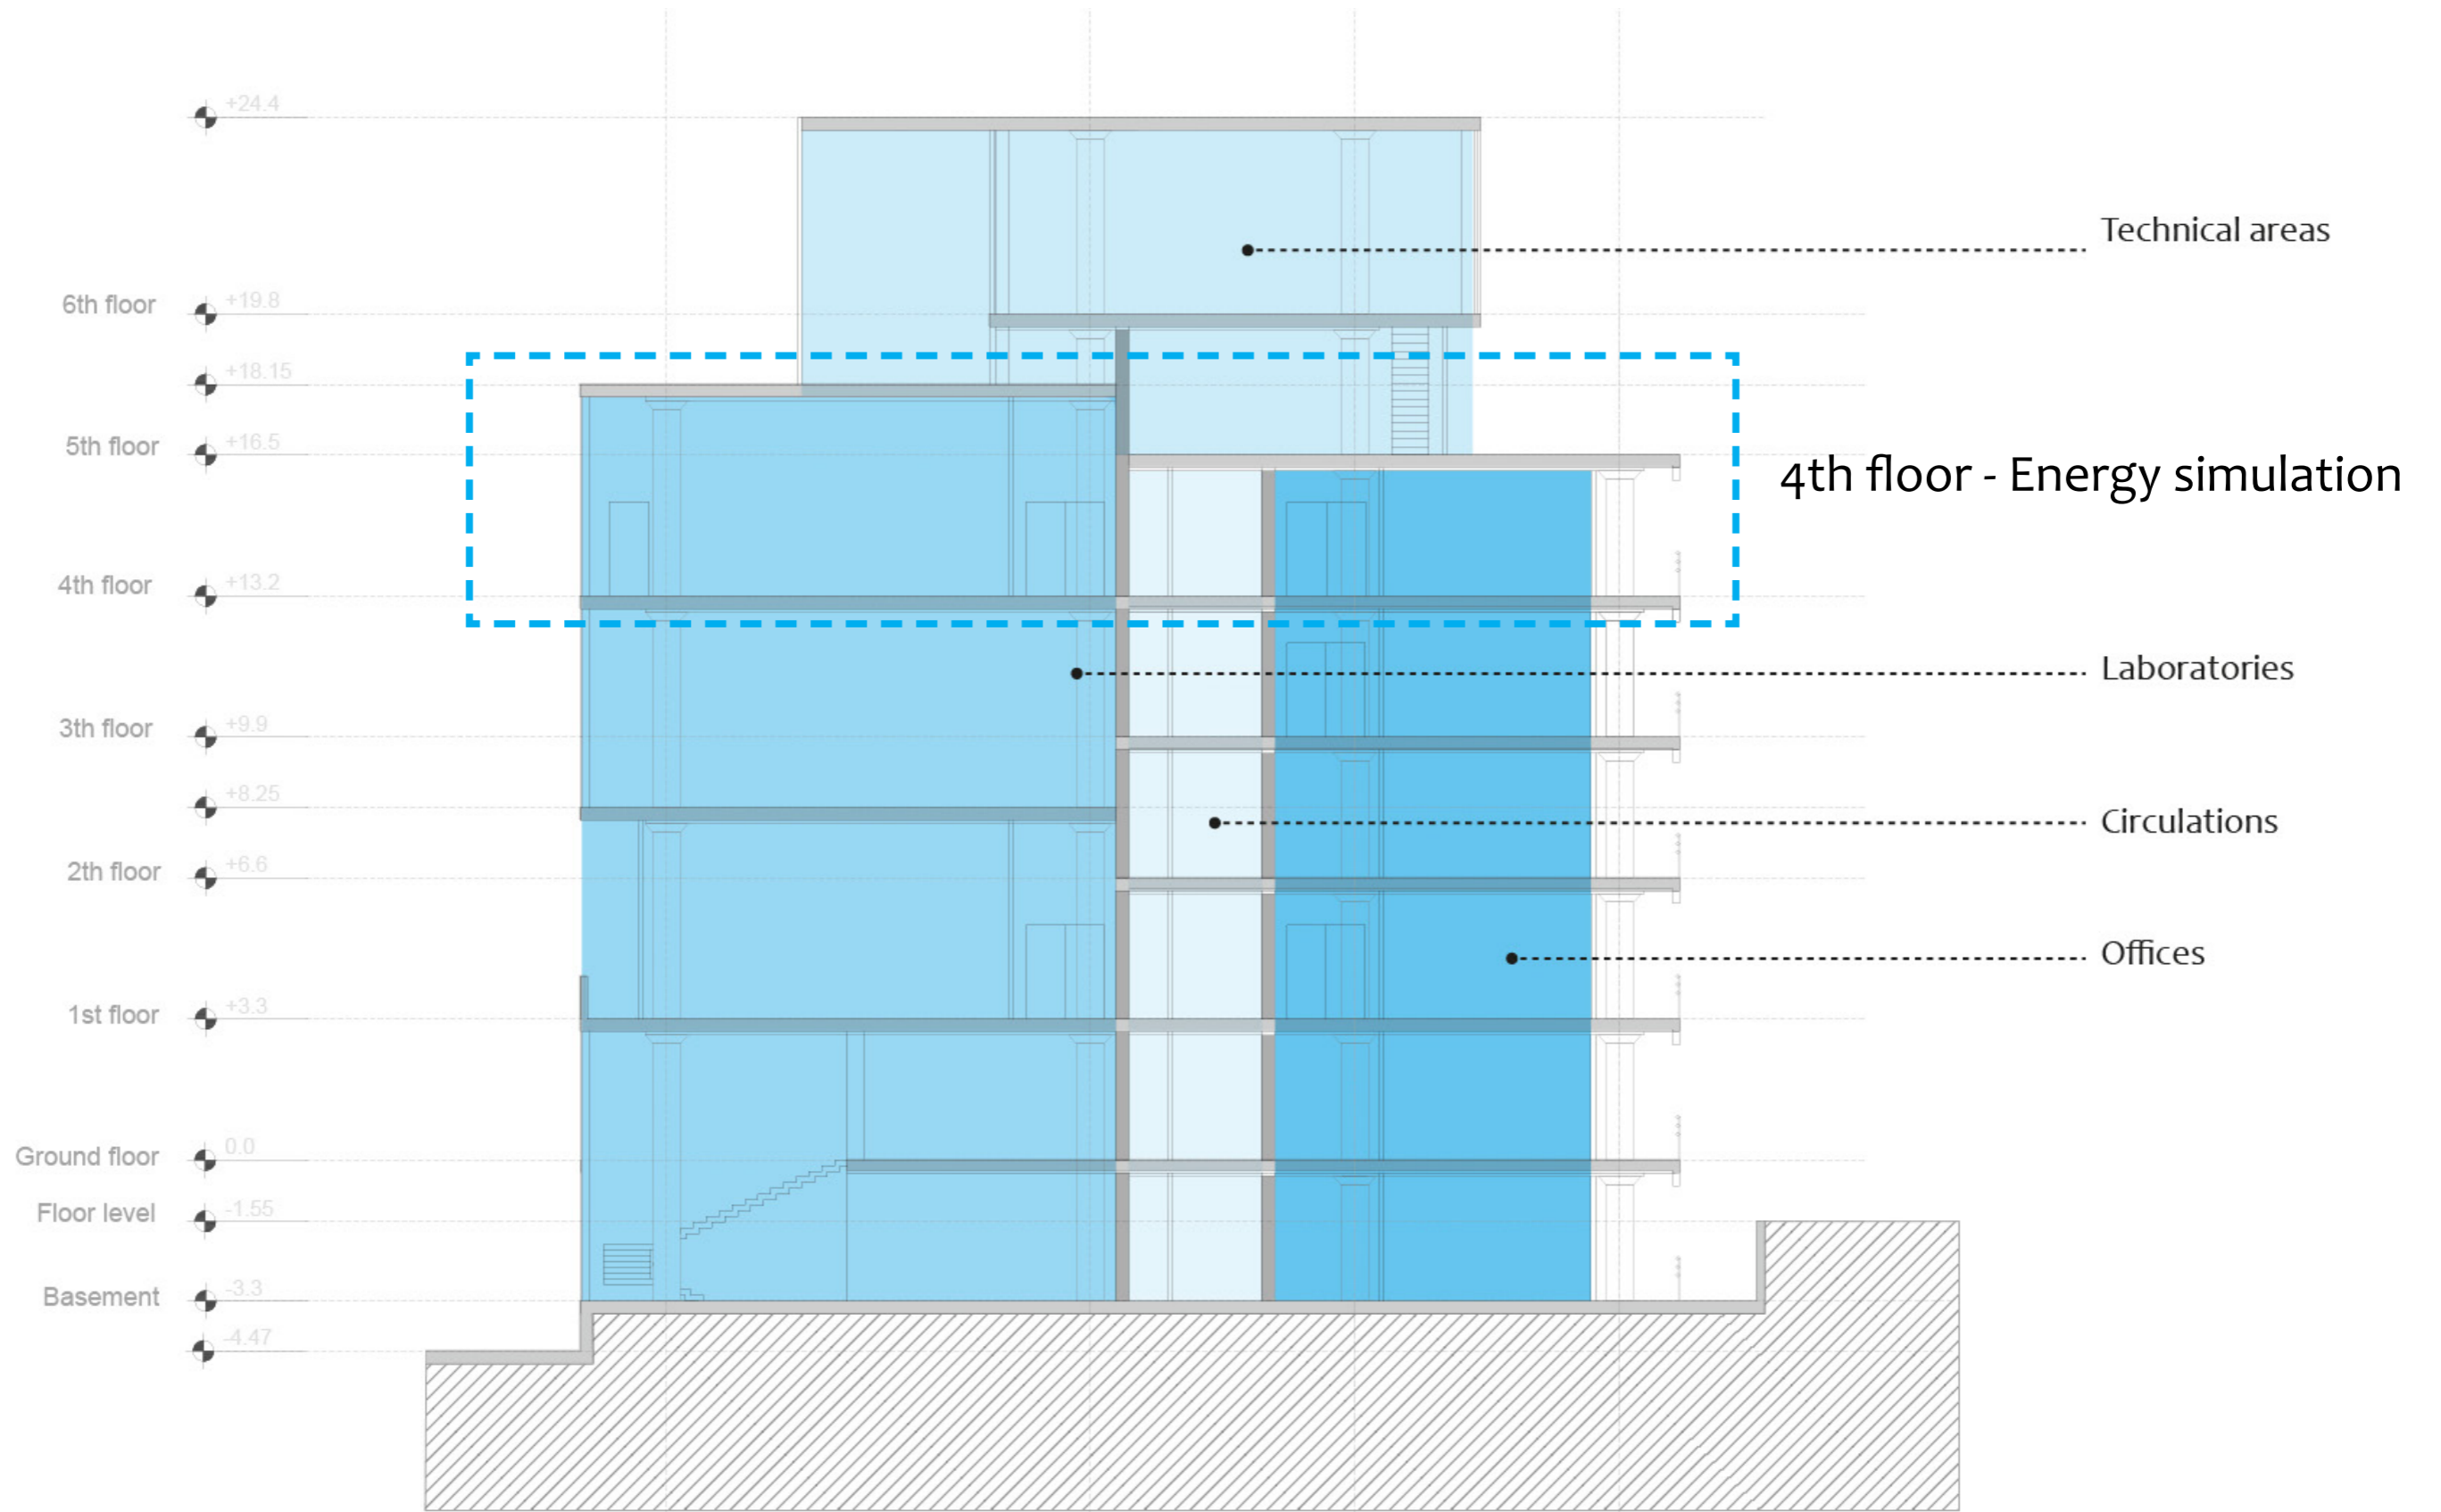 +24.4
Technical areas
6th floor +19.8
+18.15
5th floor +16.5
4th floor - Energy simulation
4th floor +13.2
Laboratories
3th floor +9.9
+8.25
Circulations
2th floor +6.6
Offices
1st floor +3.3
Ground floor 0.0
Floor level -1.55
Basement -3.3
-4.47